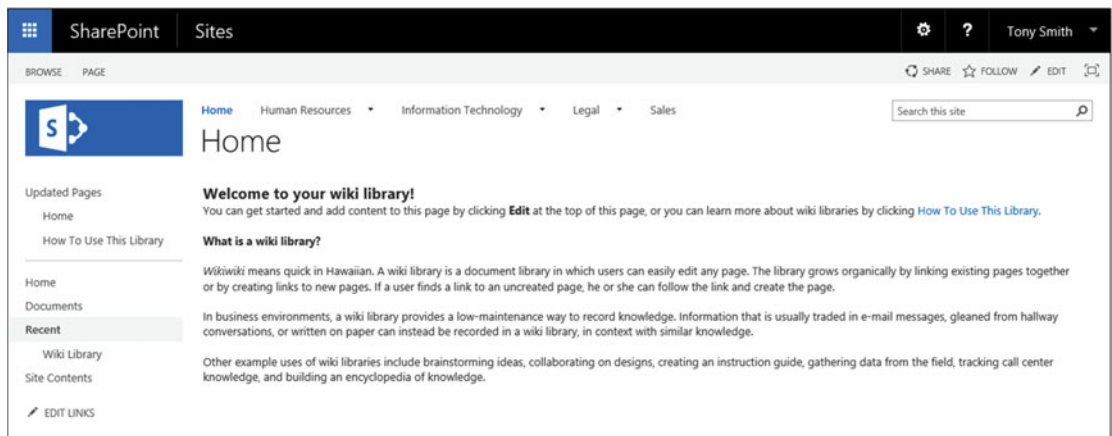 SharePoint Sites ? Tony Smith
BROWSE PAGE SHARE FOLLOW EDIT
S
Home Human Resources Information Technology Legal Sales
Search this site
Home
Updated Pages
Home
How To Use This Library
Home
Documents
Recent
Wiki Library
Site Contents
EDIT LINKS
Welcome to your wiki library!
You can get started and add content to this page by clicking Edit at the top of this page, or you can learn more about wiki libraries by clicking How To Use This Library.
What is a wiki library?
Wikiwiki means quick in Hawaiian. A wiki library is a document library in which users can easily edit any page. The library grows organically by linking existing pages together
or by creating links to new pages. If a user finds a link to an uncreated page, he or she can follow the link and create the page.
In business environments, a wiki library provides a low-maintenance way to record knowledge. Information that is usually traded in e-mail messages, gleaned from hallway
conversations, or written on paper can instead be recorded in a wiki library, in context with similar knowledge.
Other example uses of wiki libraries include brainstorming ideas, collaborating on designs, creating an instruction guide, gathering data from the field, tracking call center
knowledge, and building an encyclopedia of knowledge.